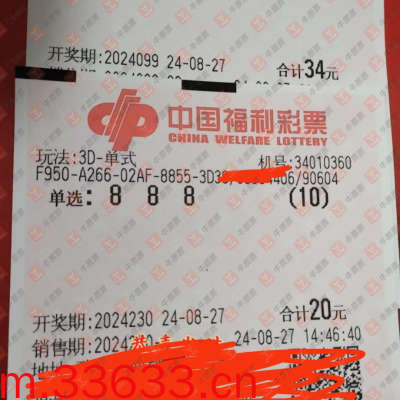 开奖期:2024099 24-08-27 合计34元
中国福利彩票
CHINA WELFARE LOTTERY
玩法:3D-单式 机号:34010360
F950-A266-02AF-8855-3D38/ /90604
单选: 8 8 8 (10)
开奖期:2024230 24-08-27 合计20元
销售期:2024 24-08-27 14:46:40
m.33633.cn